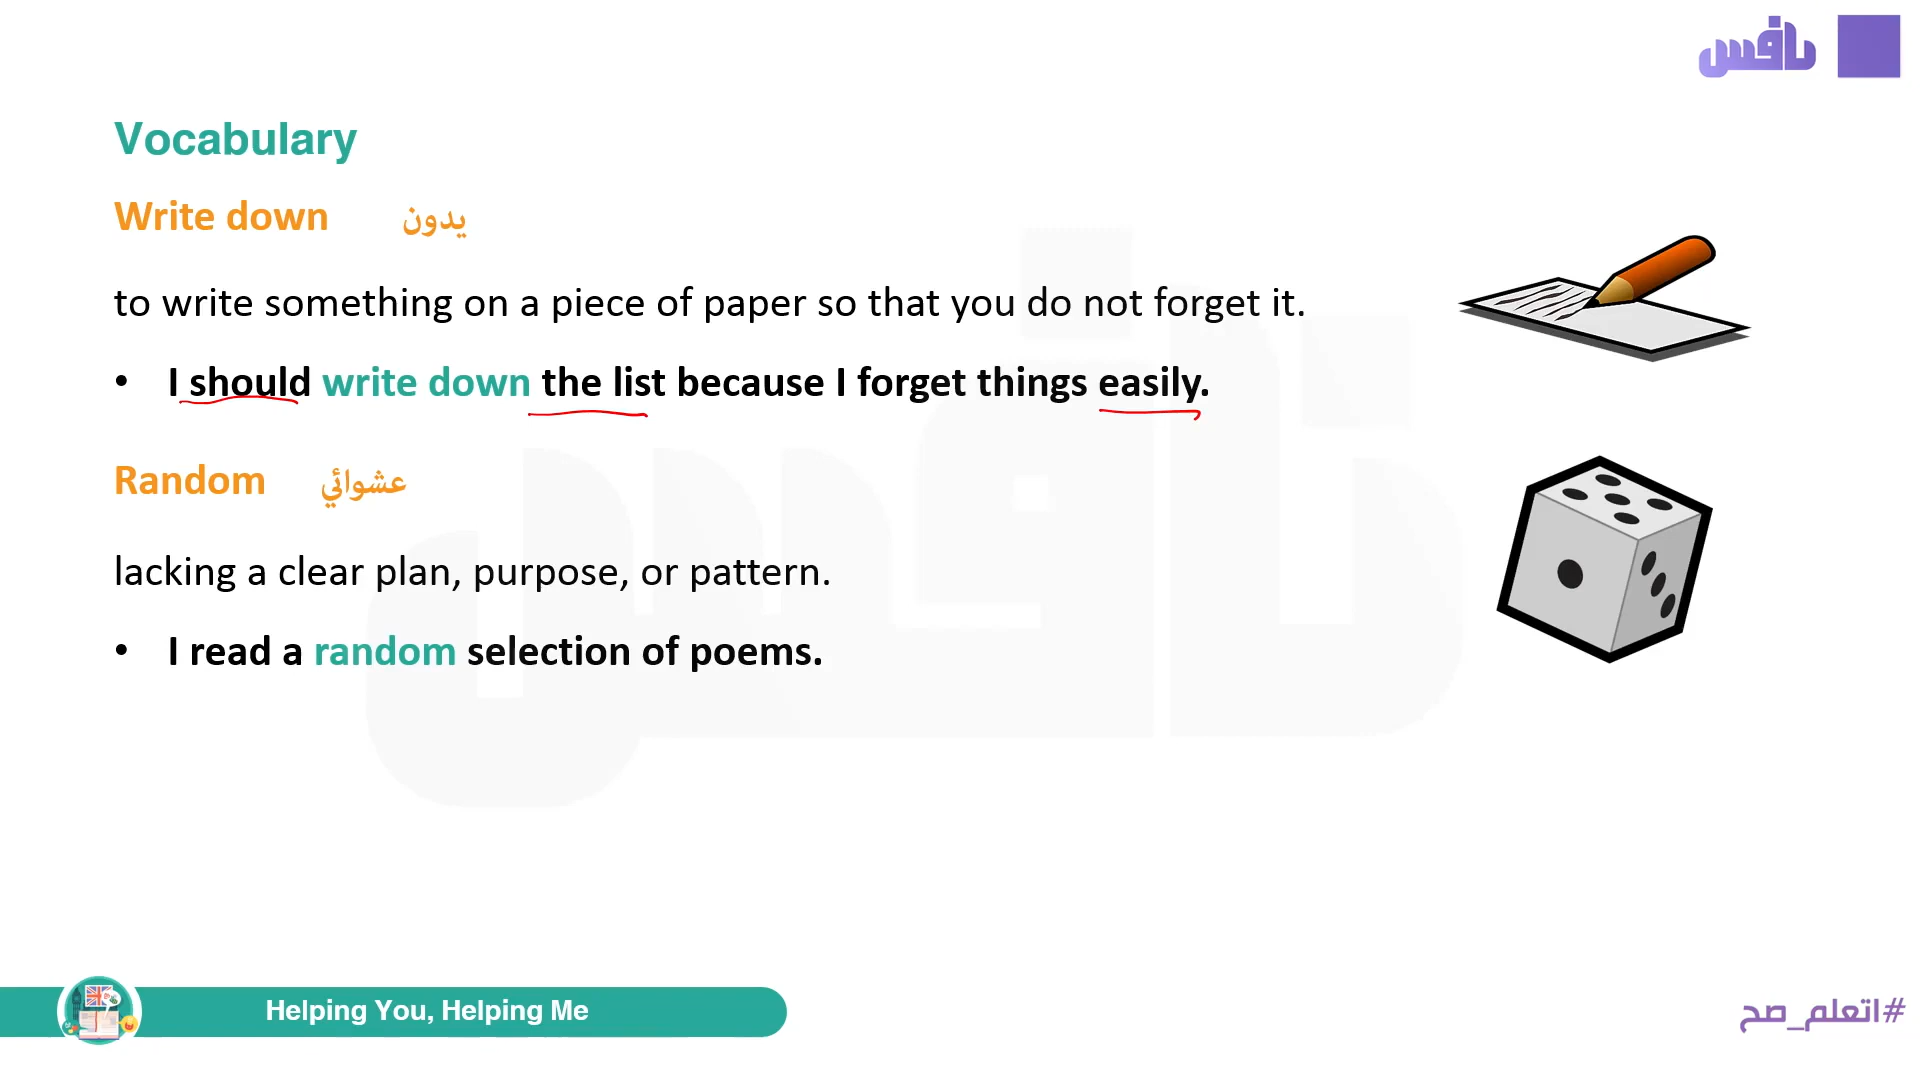 نافس
Vocabulary
Write down يدون
to write something on a piece of paper so that you do not forget it.
• I should write down the list because I forget things easily.
Random عشوائي
lacking a clear plan, purpose, or pattern.
• I read a random selection of poems.
Helping You, Helping Me
#اتعلم_صح